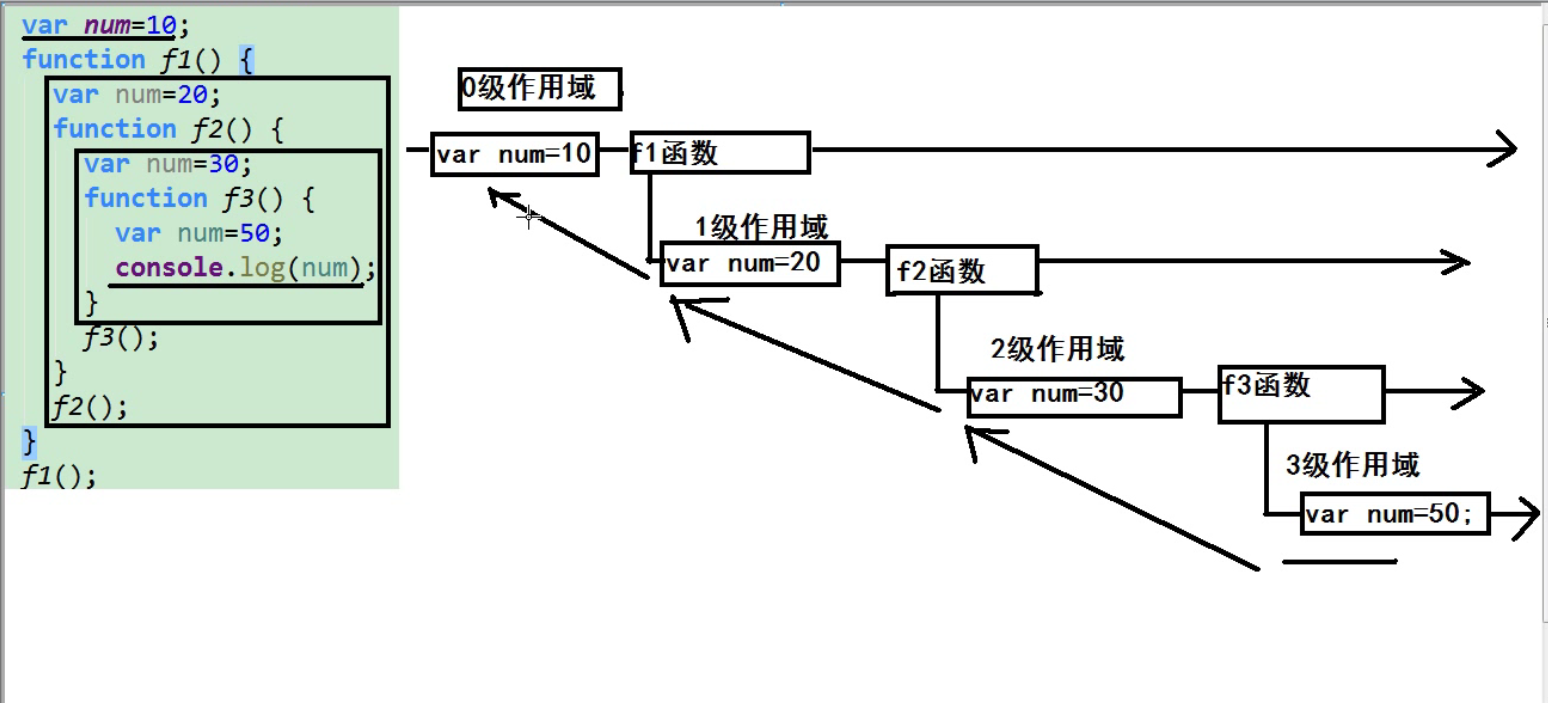 var num=10;
function f1() {
var num=20;
function f2() {
var num=30;
function f3() {
var num=50;
console.log(num);
}
f3();
}
f2();
}
f1();
0级作用域
var num=10
f1函数
1级作用域
var num=20
f2函数
2级作用域
var num=30
f3函数
3级作用域
var num=50;